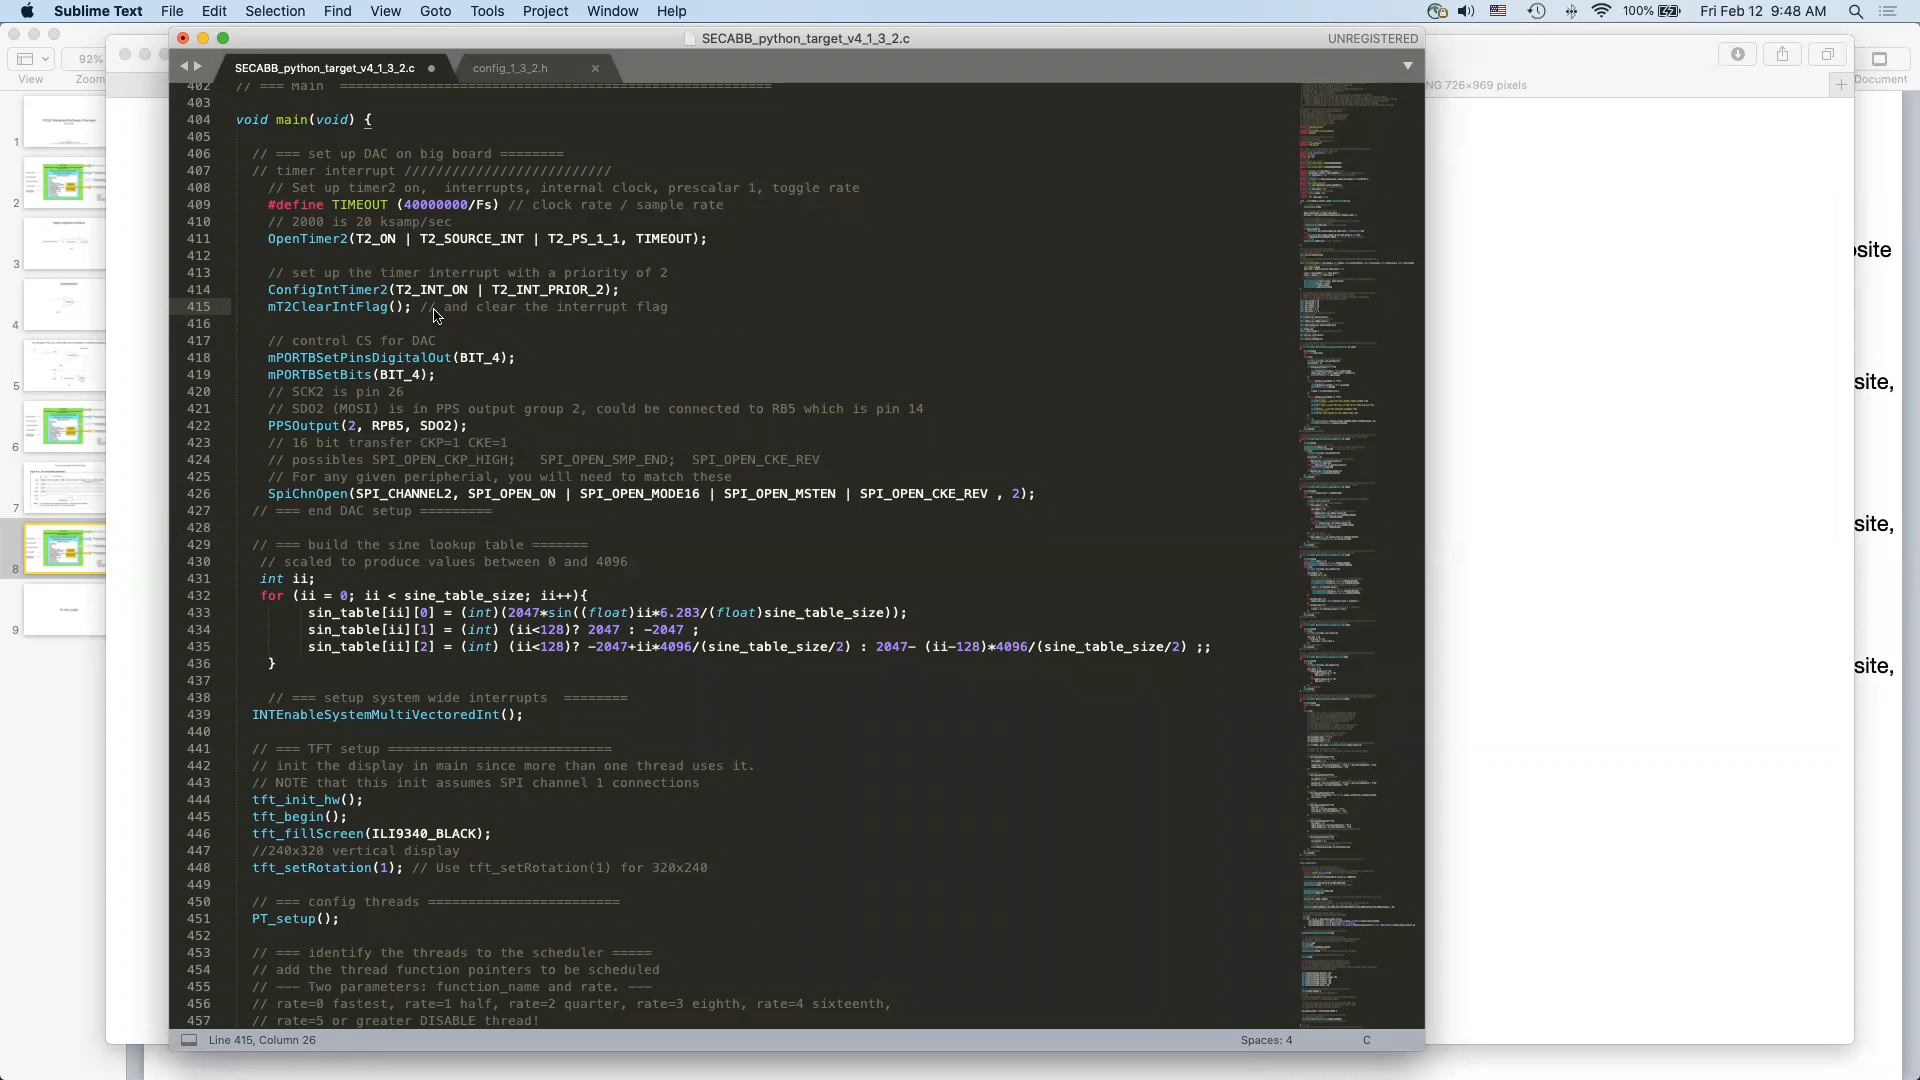 Sublime Text File Edit Selection Find View Goto Tools Project Window Help 100% Fri Feb 12 9:48 AM
SECABB_python_target_v4_1_3_2.c UNREGISTERED
SECABB_python_target_v4_1_3_2.c config_1_3_2.h
92%
View Zoom
NG 726×969 pixels
Document
402 // === Main ======================================================
403
404 void main(void) {
405
406 // === set up DAC on big board ========
407 // timer interrupt //////////////////////////
408 // Set up timer2 on,  interrupts, internal clock, prescalar 1, toggle rate
409 #define TIMEOUT (40000000/Fs) // clock rate / sample rate
410 // 2000 is 20 ksamp/sec
411 OpenTimer2(T2_ON | T2_SOURCE_INT | T2_PS_1_1, TIMEOUT);
412
413 // set up the timer interrupt with a priority of 2
414 ConfigIntTimer2(T2_INT_ON | T2_INT_PRIOR_2);
415 mT2ClearIntFlag(); // and clear the interrupt flag
416
417 // control CS for DAC
418 mPORTBSetPinsDigitalOut(BIT_4);
419 mPORTBSetBits(BIT_4);
420 // SCK2 is pin 26
421 // SDO2 (MOSI) is in PPS output group 2, could be connected to RB5 which is pin 14
422 PPSOutput(2, RPB5, SDO2);
423 // 16 bit transfer CKP=1 CKE=1
424 // possibles SPI_OPEN_CKP_HIGH;   SPI_OPEN_SMP_END;  SPI_OPEN_CKE_REV
425 // For any given peripherial, you will need to match these
426 SpiChnOpen(SPI_CHANNEL2, SPI_OPEN_ON | SPI_OPEN_MODE16 | SPI_OPEN_MSTEN | SPI_OPEN_CKE_REV , 2);
427 // === end DAC setup =========
428
429 // === build the sine lookup table =======
430 // scaled to produce values between 0 and 4096
431 int ii;
432 for (ii = 0; ii < sine_table_size; ii++){
433 sin_table[ii][0] = (int)(2047*sin((float)ii*6.283/(float)sine_table_size));
434 sin_table[ii][1] = (int) (ii<128)? 2047 : -2047 ;
435 sin_table[ii][2] = (int) (ii<128)? -2047+ii*4096/(sine_table_size/2) : 2047- (ii-128)*4096/(sine_table_size/2) ;;
436 }
437
438 // === setup system wide interrupts  ========
439 INTEnableSystemMultiVectoredInt();
440
441 // === TFT setup ============================
442 // init the display in main since more than one thread uses it.
443 // NOTE that this init assumes SPI channel 1 connections
444 tft_init_hw();
445 tft_begin();
446 tft_fillScreen(ILI9340_BLACK);
447 //240x320 vertical display
448 tft_setRotation(1); // Use tft_setRotation(1) for 320x240
449
450 // === config threads ========================
451 PT_setup();
452
453 // === identify the threads to the scheduler =====
454 // add the thread function pointers to be scheduled
455 // --- Two parameters: function_name and rate. ---
456 // rate=0 fastest, rate=1 half, rate=2 quarter, rate=3 eighth, rate=4 sixteenth,
457 // rate=5 or greater DISABLE thread!
Line 415, Column 26 Spaces: 4 C
1
2
3
4
5
6
7
8
9
site,
site,
site,